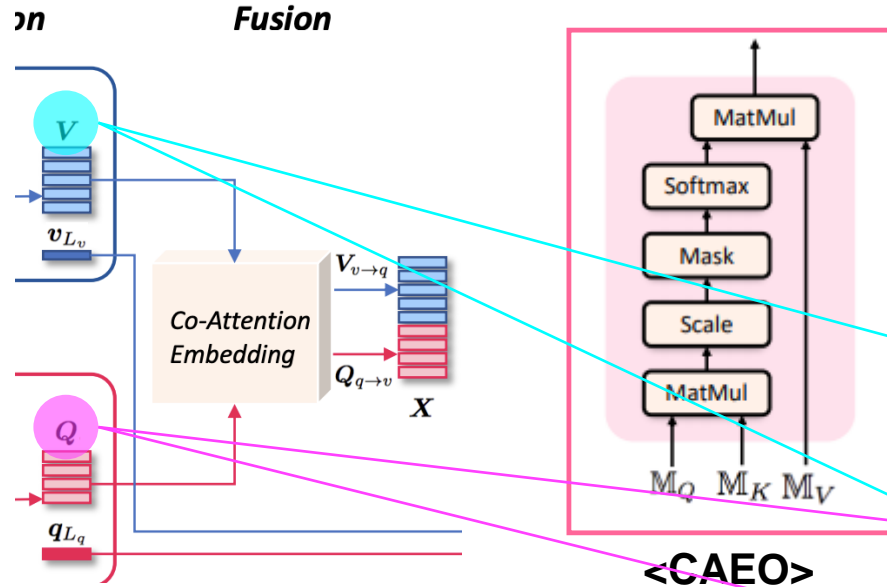 on
Fusion
V
v_{L_v}
Co-Attention
Embedding
V_{v→q}
Q_{q→v}
X
Q
q_{L_q}
MatMul
Softmax
Mask
Scale
MatMul
𝕄_Q 𝕄_K 𝕄_V
<CAEO>